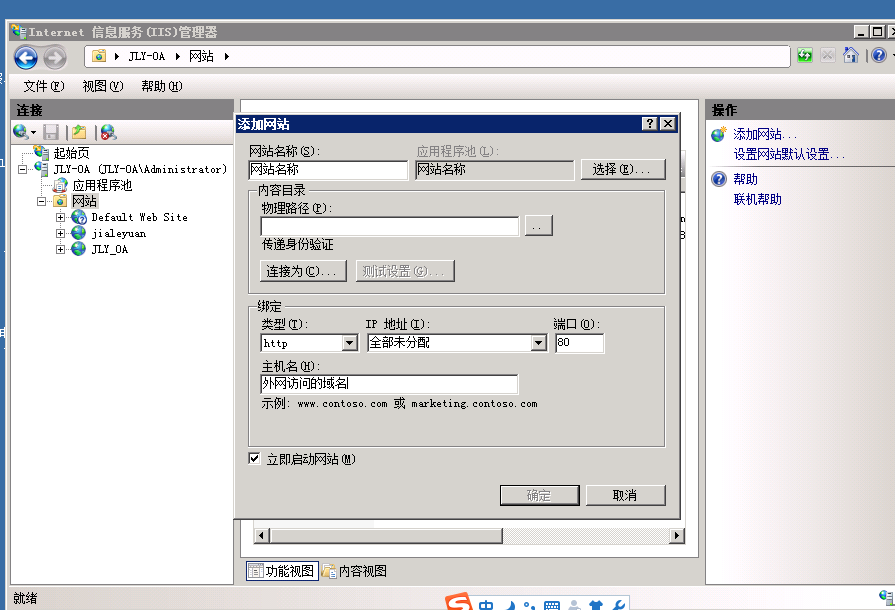 Internet 信息服务(IIS)管理器
JLY-OA 网站
文件(F) 视图(V) 帮助(H)
连接
起始页
JLY-OA (JLY-OA\Administrator)
应用程序池
网站
Default Web Site
jialeyuan
JLY_OA
添加网站
网站名称(S): 应用程序池(L):
网站名称 网站名称 选择(E)...
内容目录
物理路径(P):
..
传递身份验证
连接为(C)... 测试设置(G)...
绑定
类型(T): IP 地址(I): 端口(O):
http 全部未分配 80
主机名(H):
外网访问的域名
示例: www.contoso.com 或 marketing.contoso.com
立即启动网站(M)
确定 取消
功能视图 内容视图
操作
添加网站...
设置网站默认设置...
帮助
联机帮助
就绪
中